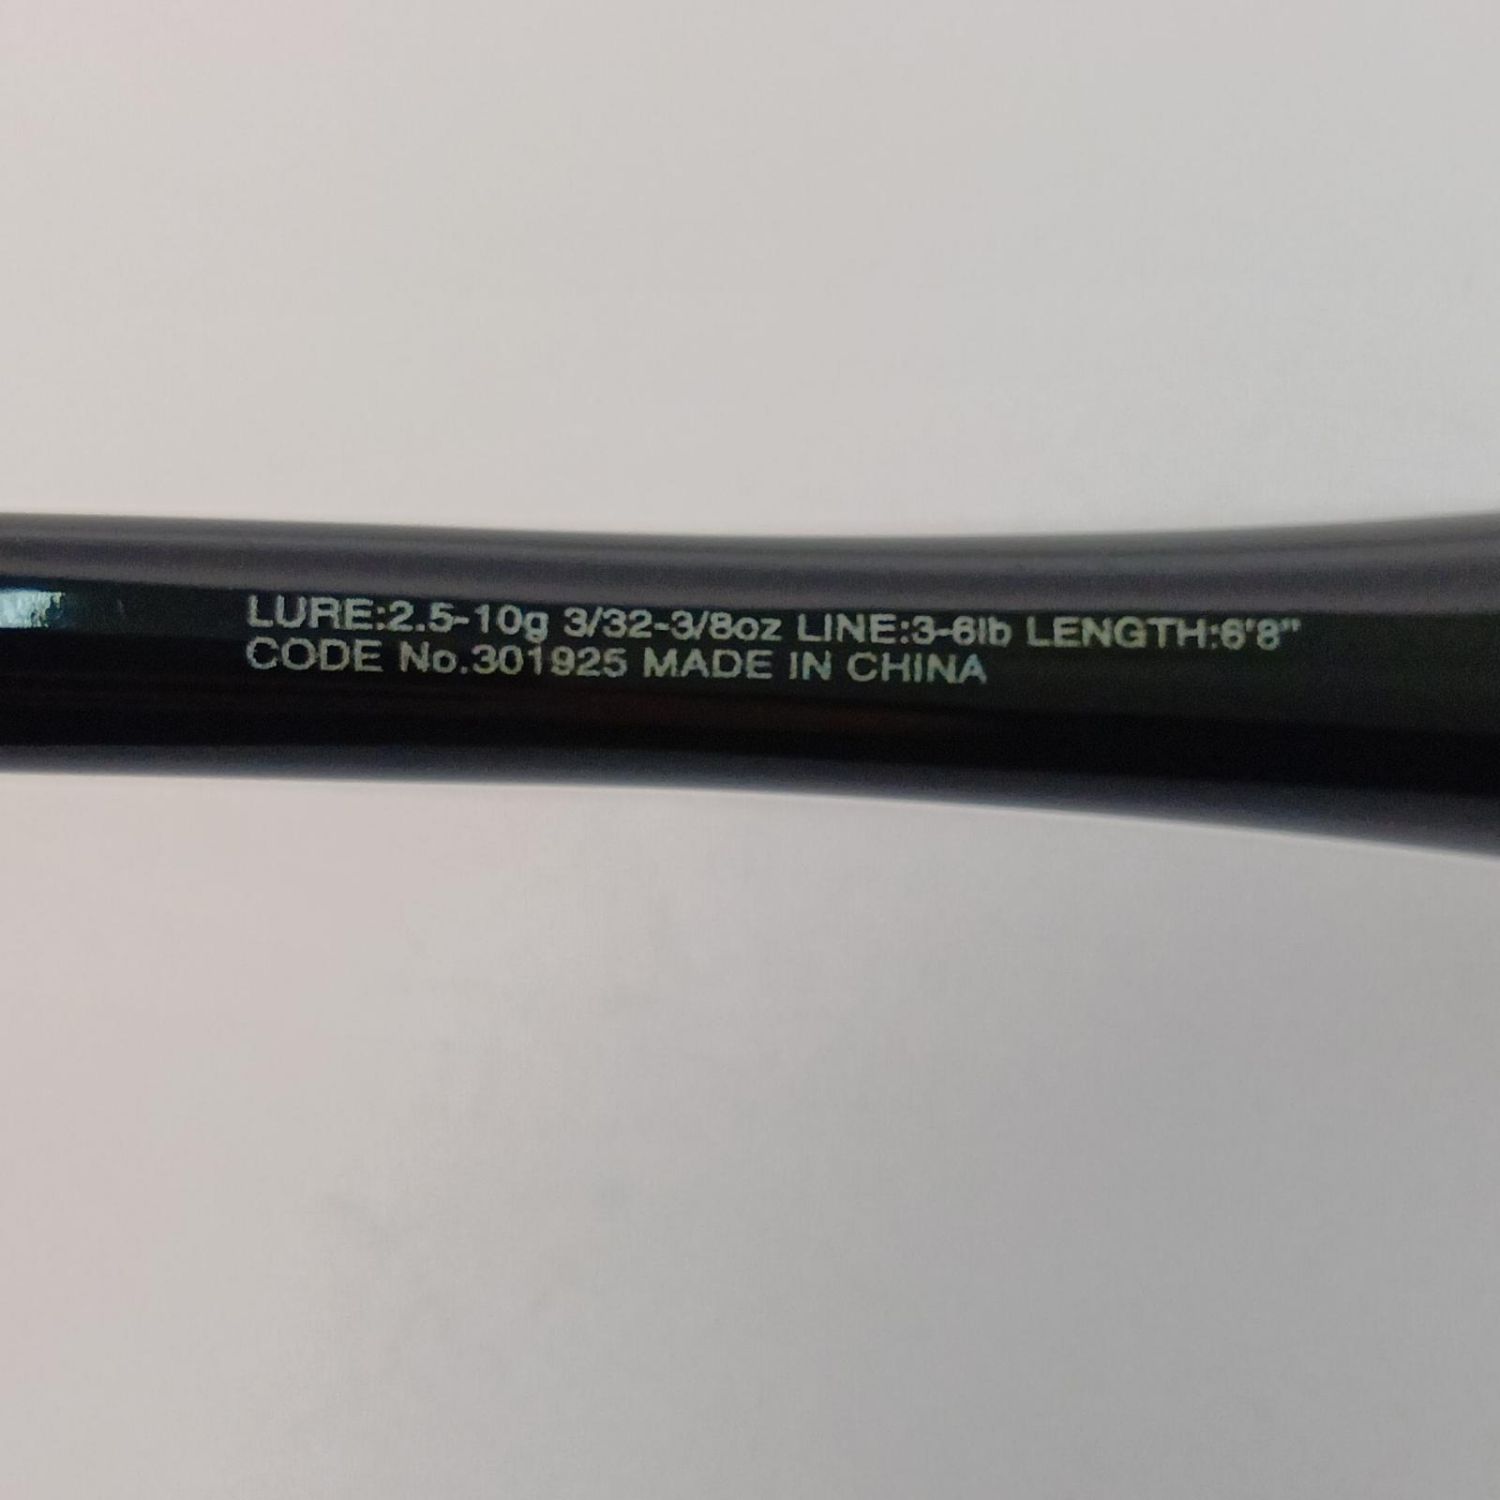 LURE:2.5-10g 3/32-3/8oz LINE:3-6lb LENGTH:6'8"
CODE No.301925 MADE IN CHINA